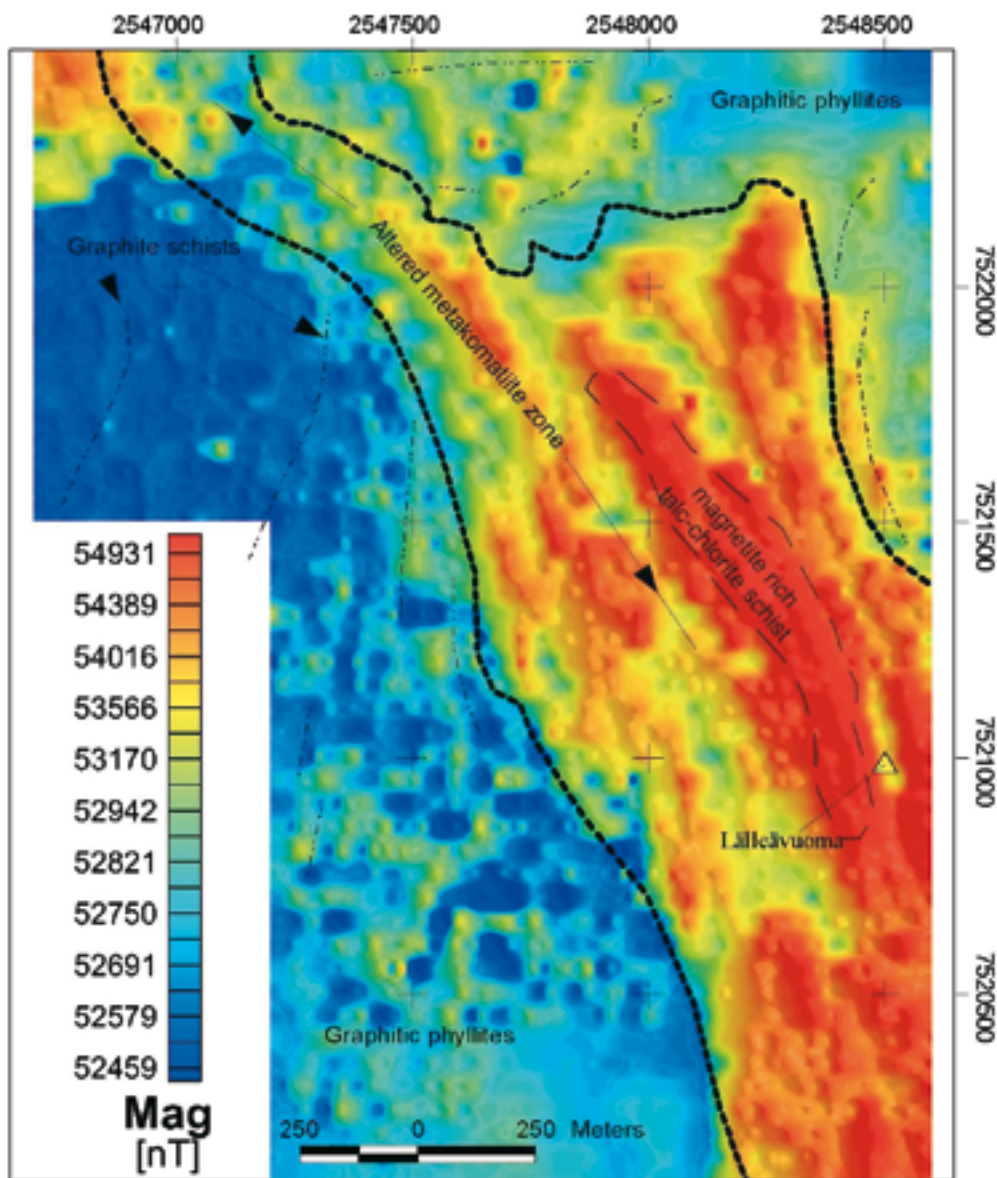 2547000 2547500 2548000 2548500
Graphitic phyllites
Graphite schists
Altered metakomatiite zone
7522000
magnetite rich
talc-chlorite schist
7521500
7521000
7520500
54931
54389
54016
53566
53170
52942
52821
52750
52691
52579
52459
Mag
[nT]
Graphitic phyllites
250 0 250 Meters